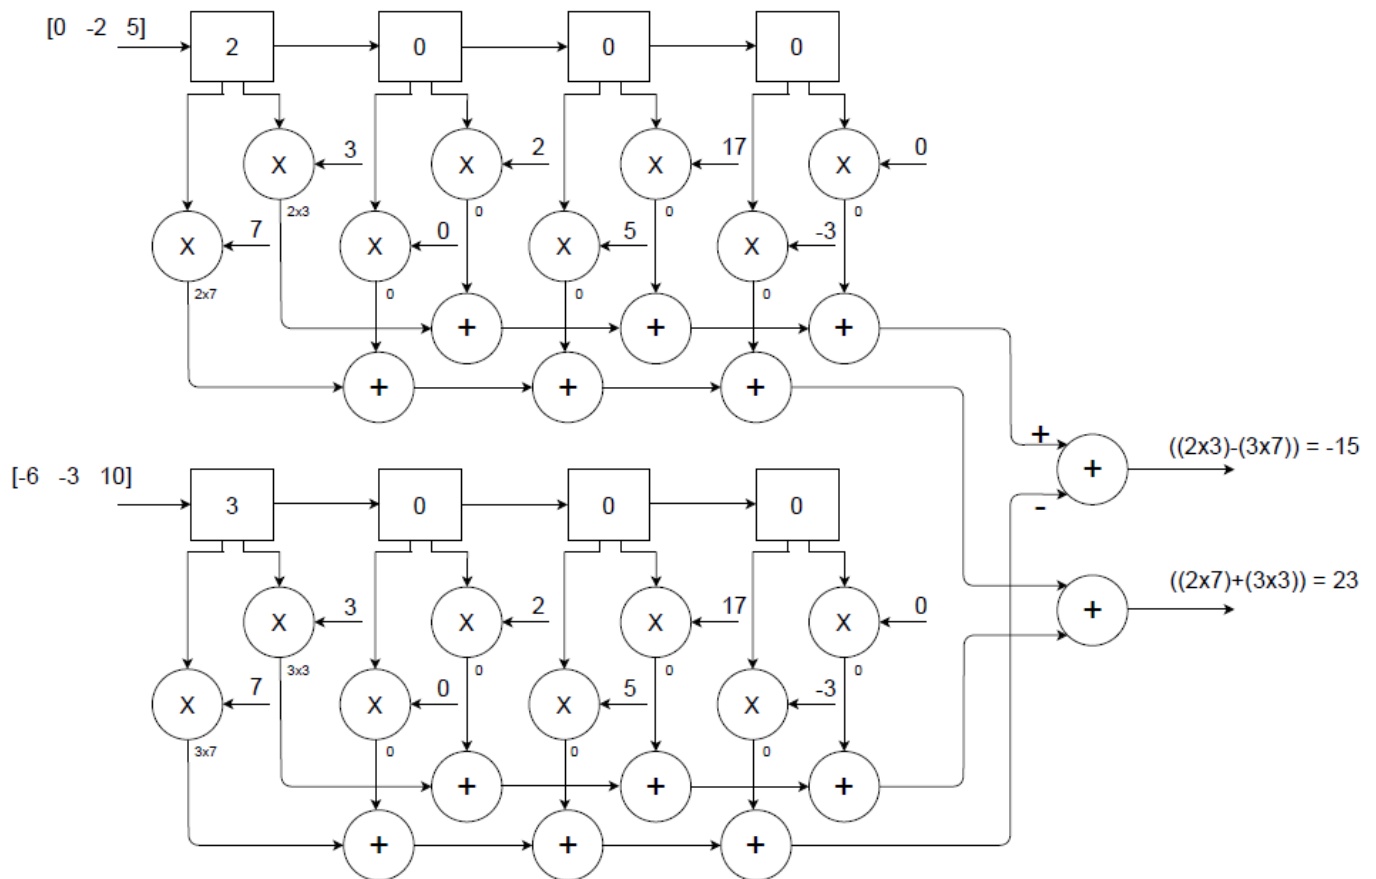 [0 -2 5]
2 0 0 0
X 3 X 2 X 17 X 0
2x3 0 0 0
X 7 X 0 X 5 X -3
2x7 0 0 0
+ + +
+ + +
+
+ ((2x3)-(3x7)) = -15
-
[-6 -3 10]
3 0 0 0
+ ((2x7)+(3x3)) = 23
X 3 X 2 X 17 X 0
3x3 0 0 0
X 7 X 0 X 5 X -3
3x7 0 0 0
+ + +
+ + +